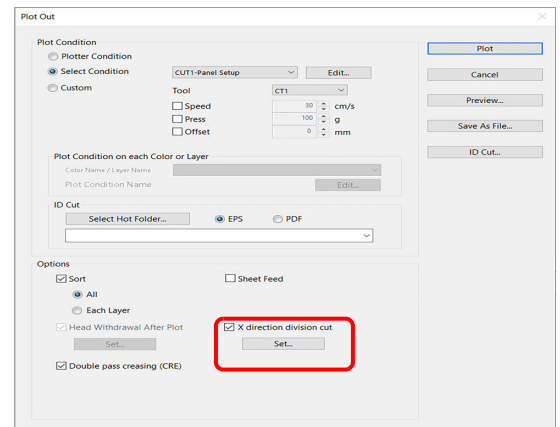 Plot Out
Plot Condition
Plotter Condition
Select Condition
CUT1-Panel Setup
Edit...
Custom
Tool
CT1
Speed
30
cm/s
Press
100
g
Offset
0
mm
Plot Condition on each Color or Layer
Color Name / Layer Name
Plot Condition Name
Edit...
ID Cut
Select Hot Folder...
EPS
PDF
Options
Sort
Sheet Feed
All
Each Layer
Head Withdrawal After Plot
X direction division cut
Set...
Set...
Double pass creasing (CRE)
Plot
Cancel
Preview...
Save As File...
ID Cut...